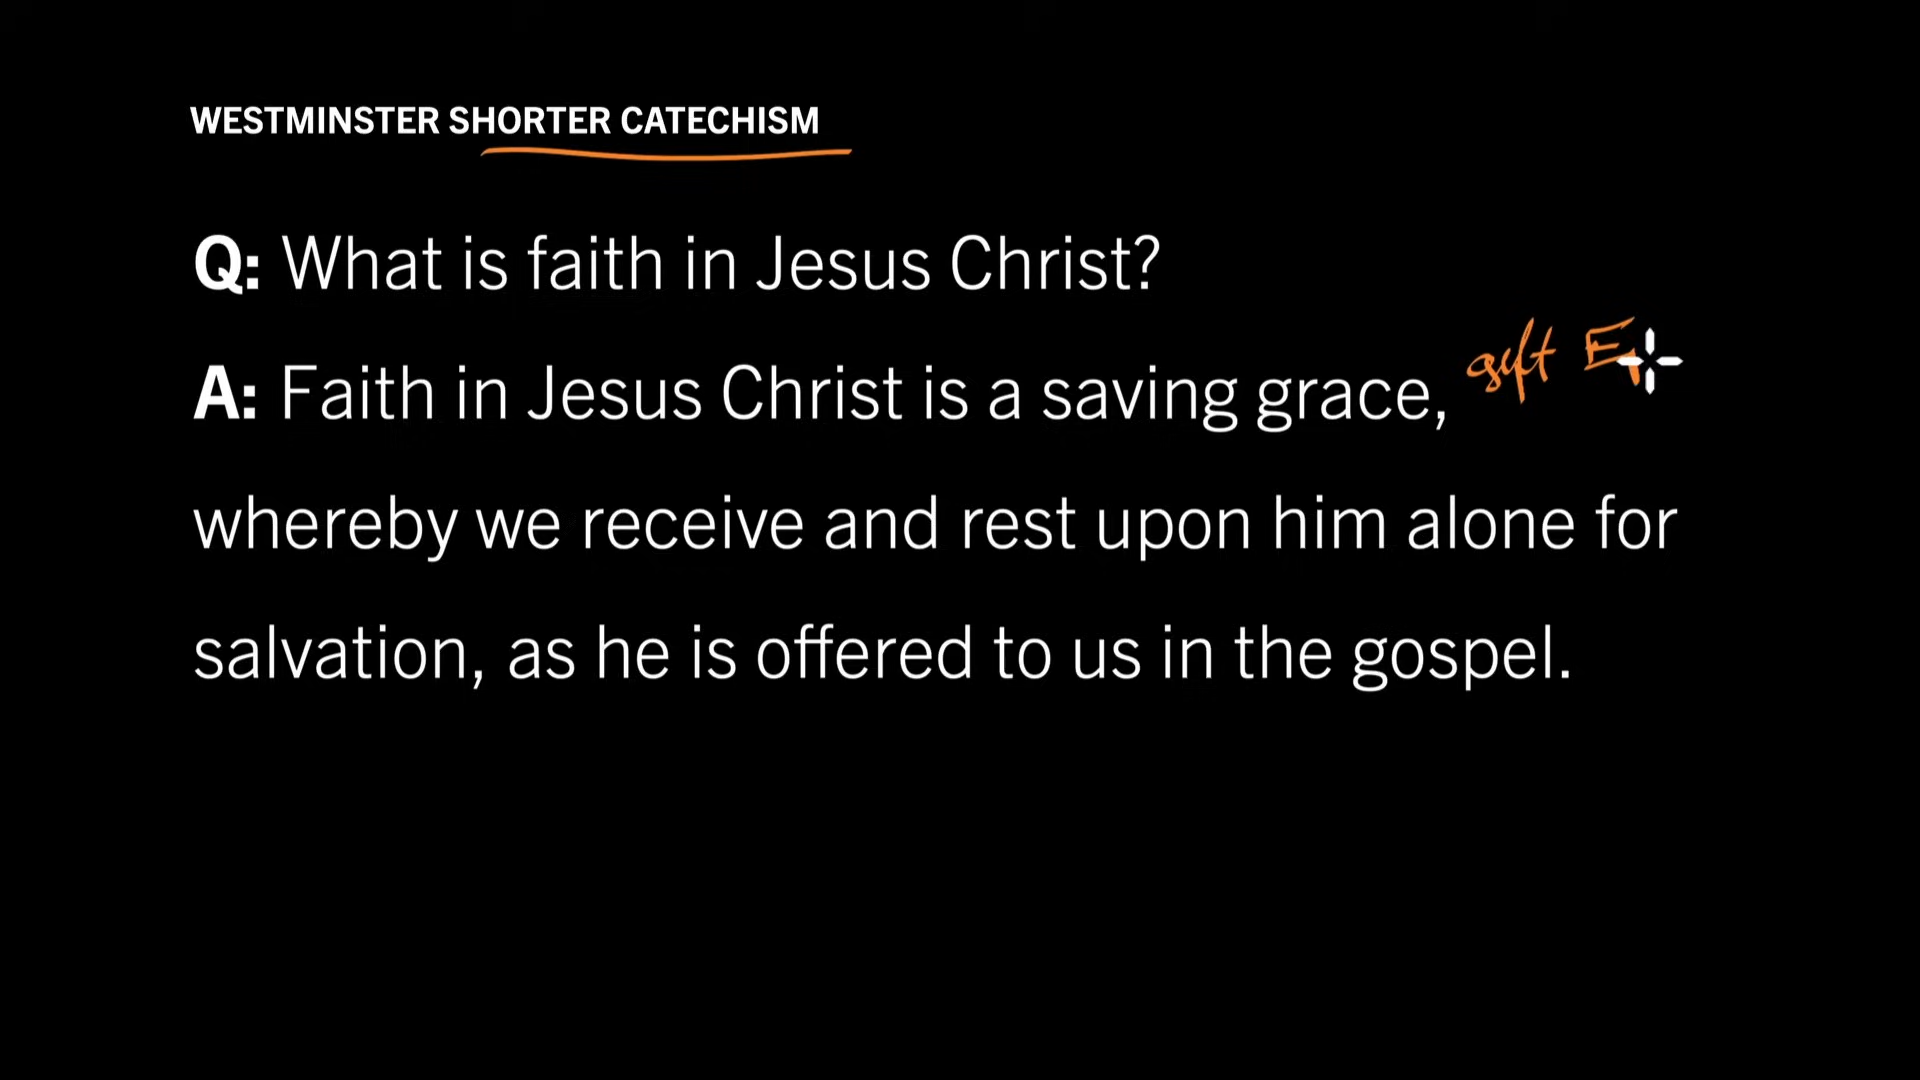 WESTMINSTER SHORTER CATECHISM
Q: What is faith in Jesus Christ?
gift
A: Faith in Jesus Christ is a saving grace,
whereby we receive and rest upon him alone for
salvation, as he is offered to us in the gospel.